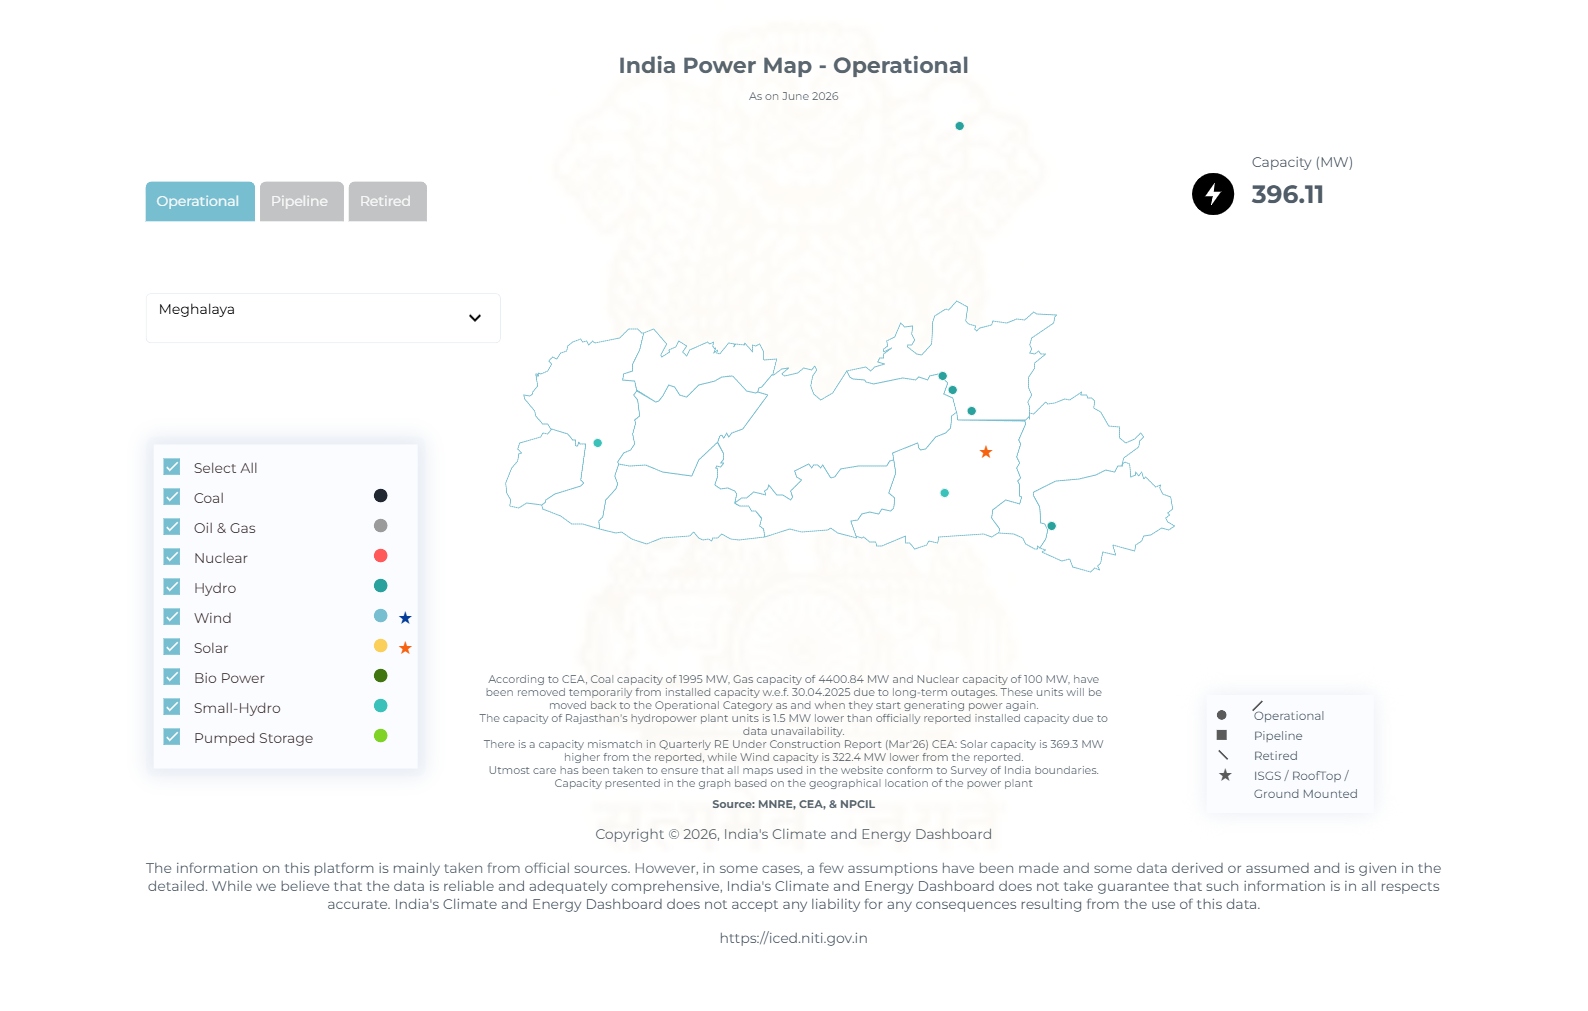 India Power Map - Operational
As on June 2026
Capacity (MW)
396.11
Operational
Pipeline
Retired
Meghalaya
Select All
Coal
Oil & Gas
Nuclear
Hydro
Wind
Solar
Bio Power
Small-Hydro
Pumped Storage
According to CEA, Coal capacity of 1995 MW, Gas capacity of 4400.84 MW and Nuclear capacity of 100 MW, have
been removed temporarily from installed capacity w.e.f. 30.04.2025 due to long-term outages. These units will be
moved back to the Operational Category as and when they start generating power again.
The capacity of Rajasthan's hydropower plant units is 1.5 MW lower than officially reported installed capacity due to
data unavailability.
There is a capacity mismatch in Quarterly RE Under Construction Report (Mar'26) CEA: Solar capacity is 369.3 MW
higher from the reported, while Wind capacity is 322.4 MW lower from the reported.
Utmost care has been taken to ensure that all maps used in the website conform to Survey of India boundaries.
Capacity presented in the graph based on the geographical location of the power plant
Source: MNRE, CEA, & NPCIL
Operational
Pipeline
Retired
ISGS / RoofTop /
Ground Mounted
Copyright © 2026, India's Climate and Energy Dashboard
The information on this platform is mainly taken from official sources. However, in some cases, a few assumptions have been made and some data derived or assumed and is given in the
detailed. While we believe that the data is reliable and adequately comprehensive, India's Climate and Energy Dashboard does not take guarantee that such information is in all respects
accurate. India's Climate and Energy Dashboard does not accept any liability for any consequences resulting from the use of this data.
https://iced.niti.gov.in